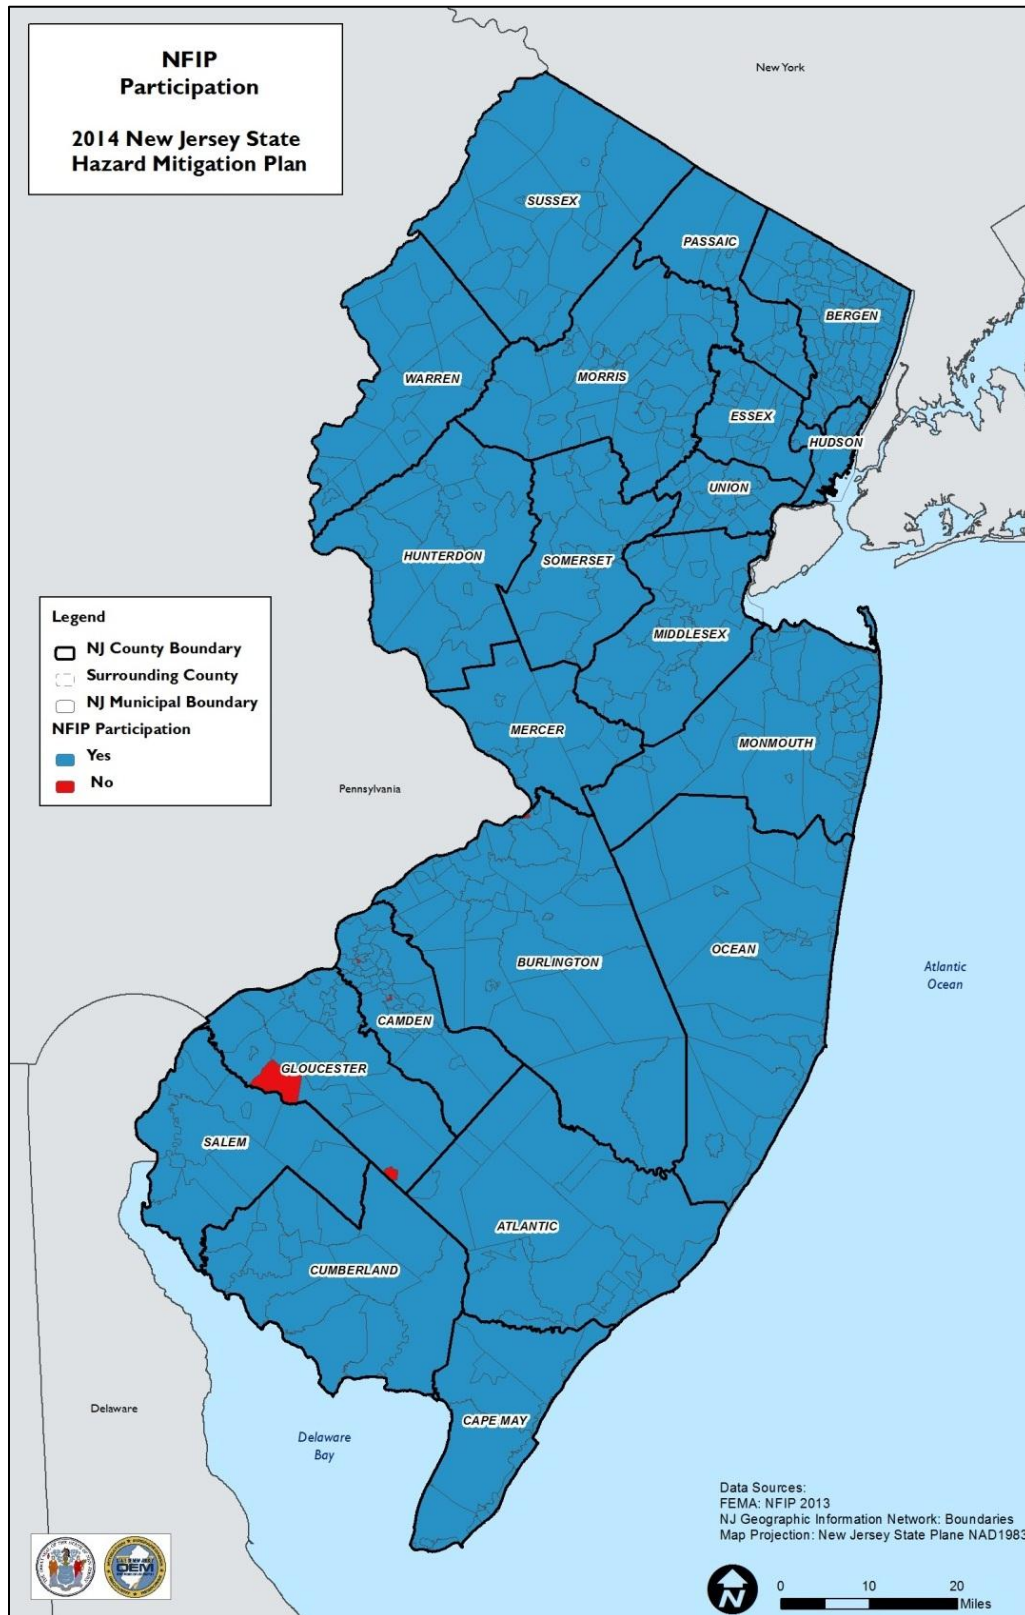 NFIP
Participation
2014 New Jersey State
Hazard Mitigation Plan
New York
SUSSEX
PASSAIC
BERGEN
WARREN
MORRIS
ESSEX
HUDSON
UNION
HUNTERDON
SOMERSET
MIDDLESEX
Legend
NJ County Boundary
Surrounding County
NJ Municipal Boundary
NFIP Participation
Yes
No
MERCER
MONMOUTH
Pennsylvania
BURLINGTON
OCEAN
Atlantic
Ocean
CAMDEN
GLOUCESTER
SALEM
ATLANTIC
CUMBERLAND
Delaware
CAPE MAY
Delaware
Bay
Data Sources:
FEMA: NFIP 2013
NJ Geographic Information Network: Boundaries
Map Projection: New Jersey State Plane NAD1983
OEM
N
0 10 20
Miles